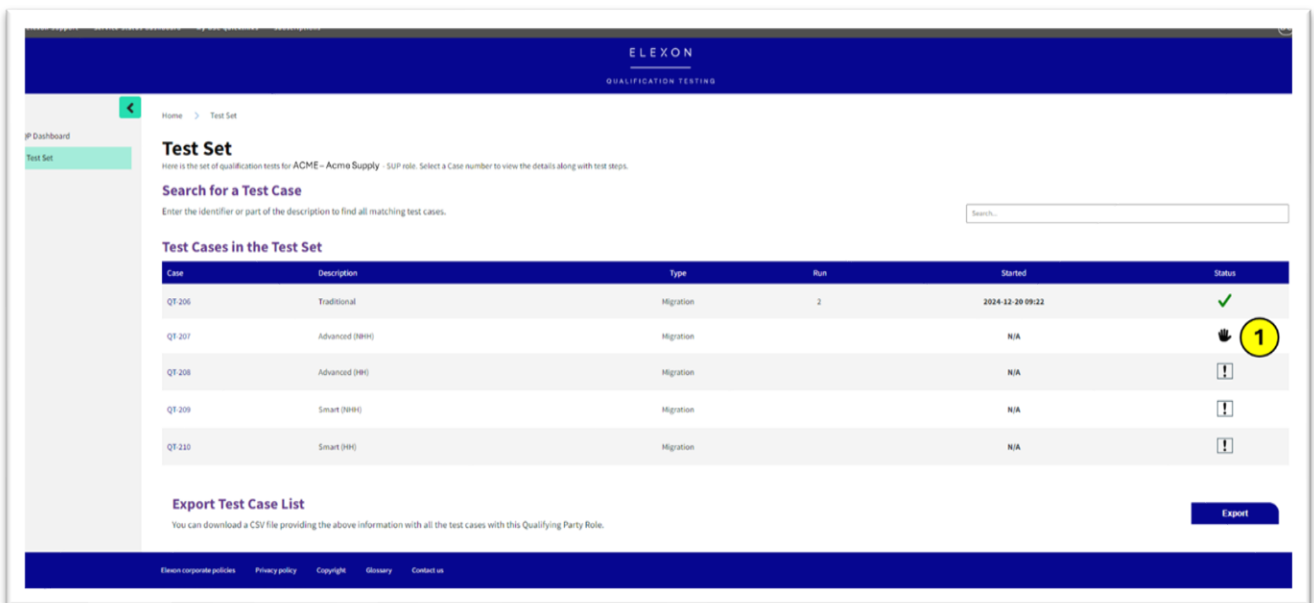 ELEXON
QUALIFICATION TESTING
Home > Test Set
Dashboard
Test Set
Test Set
Here is the set of qualification tests for ACME – Acme Supply - SUP role. Select a Case number to view the details along with test steps.
Search for a Test Case
Enter the identifier or part of the description to find all matching test cases.
Search...
Test Cases in the Test Set
Case Description Type Run Started Status
QT-206 Traditional Migration 2 2024-12-20 09:22
QT-207 Advanced (NHH) Migration N/A
1
QT-208 Advanced (HH) Migration N/A
QT-209 Smart (NHH) Migration N/A
QT-210 Smart (HH) Migration N/A
Export Test Case List
You can download a CSV file providing the above information with all the test cases with this Qualifying Party Role.
Export
Elexon corporate policies Privacy policy Copyright Glossary Contact us